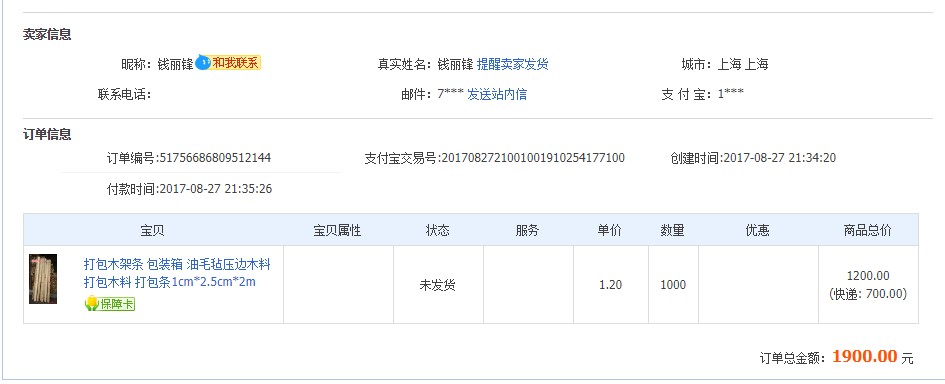 卖家信息
昵称：钱丽锋 和我联系 真实姓名：钱丽锋 提醒卖家发货 城市：上海 上海
联系电话： 邮件：7*** 发送站内信 支 付 宝：1***
订单信息
订单编号:51756686809512144 支付宝交易号:2017082721001001910254177100 创建时间:2017-08-27 21:34:20
付款时间:2017-08-27 21:35:26
宝贝 宝贝属性 状态 服务 单价 数量 优惠 商品总价
打包木架条 包装箱 油毛毡压边木料
打包木料 打包条1cm*2.5cm*2m
保障卡
未发货 1.20 1000 1200.00
(快递: 700.00)
订单总金额：1900.00 元